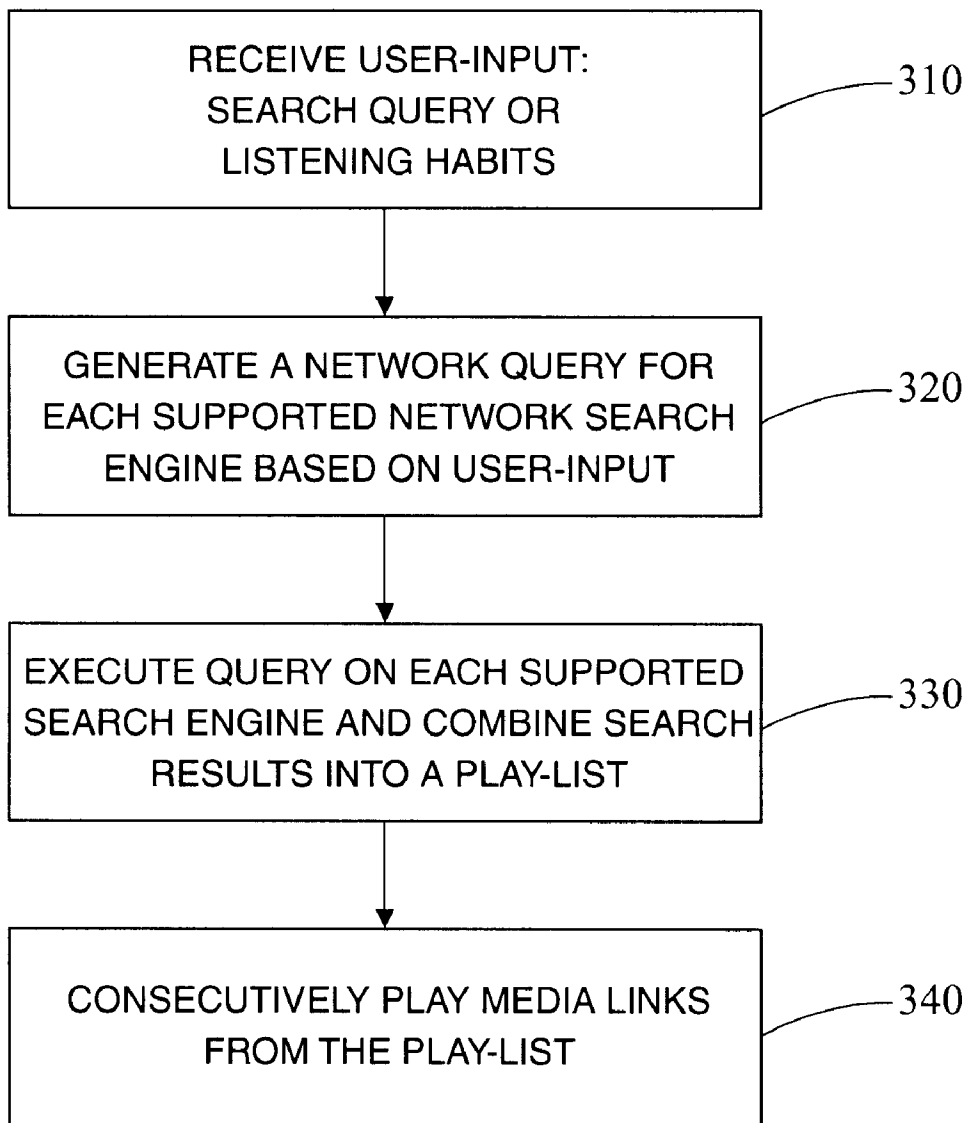 RECEIVE USER-INPUT:
SEARCH QUERY OR
LISTENING HABITS
310
GENERATE A NETWORK QUERY FOR
EACH SUPPORTED NETWORK SEARCH
ENGINE BASED ON USER-INPUT
320
EXECUTE QUERY ON EACH SUPPORTED
SEARCH ENGINE AND COMBINE SEARCH
RESULTS INTO A PLAY-LIST
330
CONSECUTIVELY PLAY MEDIA LINKS
FROM THE PLAY-LIST
340